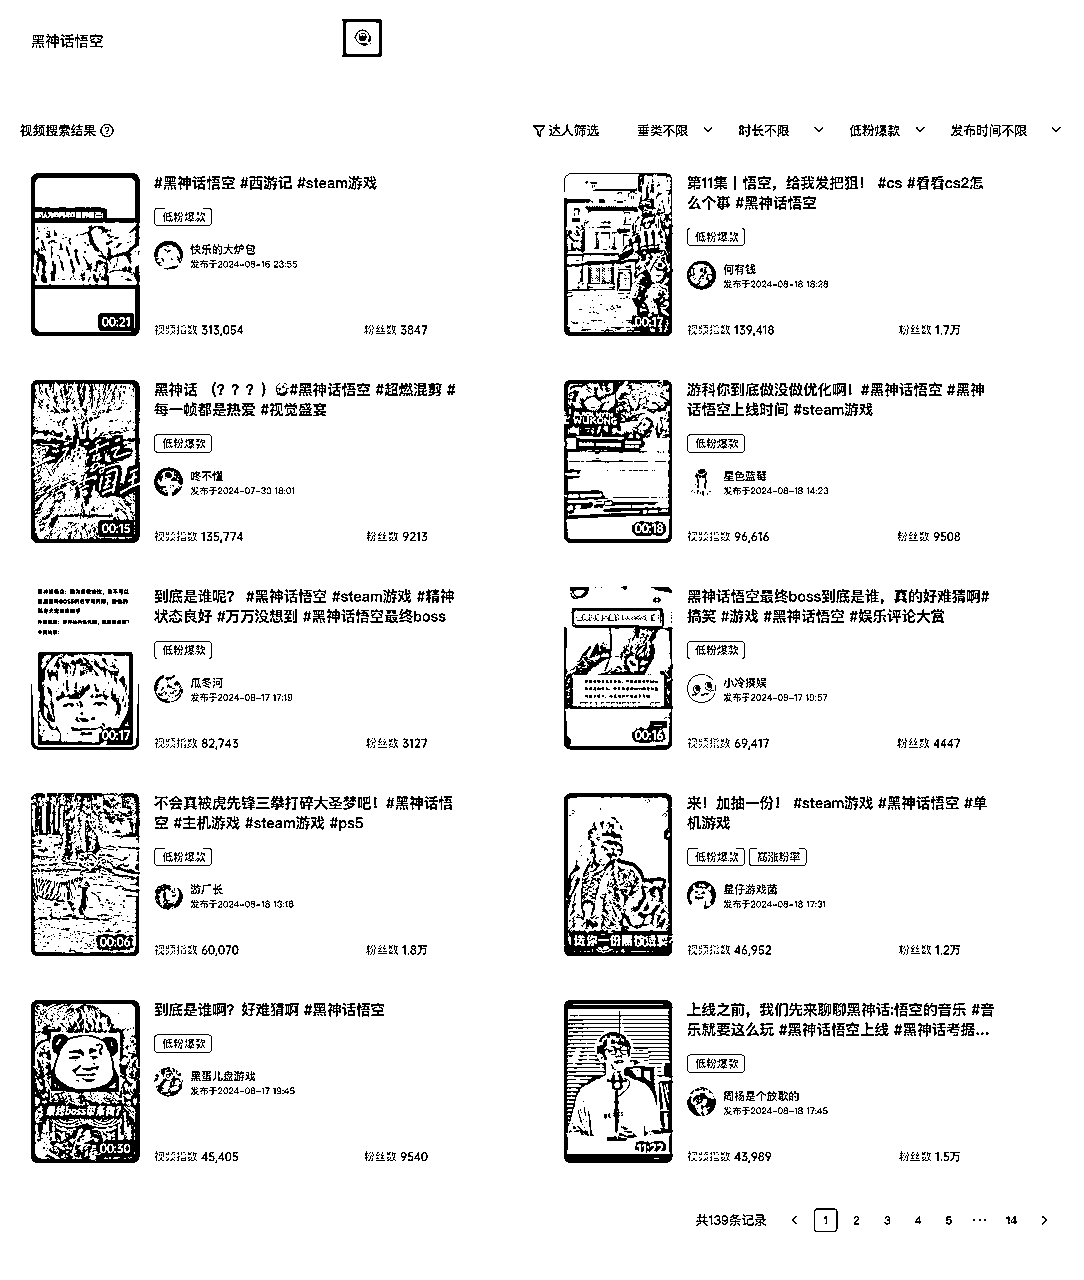 黑神话悟空
视频搜索结果
达人筛选 垂类不限 时长不限 低粉爆款 发布时间不限
#黑神话悟空 #西游记 #steam游戏
低粉爆款
快乐的大炉包
发布于2024-08-16 23:55
00:21
视频指数 313,054 粉丝数 3847
第11集丨悟空，给我发把狙！ #cs #看看cs2怎
么个事 #黑神话悟空
低粉爆款
何有钱
发布于2024-08-18 18:28
00:17
视频指数 139,418 粉丝数 1.7万
黑神话 （？？？）#黑神话悟空 #超燃混剪 #
每一帧都是热爱 #视觉盛宴
低粉爆款
咚不懂
发布于2024-07-30 18:01
00:15
视频指数 135,774 粉丝数 9213
游科你到底做没做优化啊！#黑神话悟空 #黑神
话悟空上线时间 #steam游戏
低粉爆款
星色蓝莓
发布于2024-08-18 14:23
00:18
视频指数 96,616 粉丝数 9508
到底是谁呢？ #黑神话悟空 #steam游戏 #精神
状态良好 #万万没想到 #黑神话悟空最终boss
低粉爆款
瓜冬河
发布于2024-08-17 17:19
00:17
视频指数 82,743 粉丝数 3127
黑神话悟空最终boss到底是谁，真的好难猜啊#
搞笑 #游戏 #黑神话悟空 #娱乐评论大赏
低粉爆款
发布于2024-08-17 19:57
00:16
视频指数 69,417 粉丝数 4447
不会真被虎先锋三拳打碎大圣梦吧！#黑神话悟
空 #主机游戏 #steam游戏 #ps5
低粉爆款
游厂长
发布于2024-08-18 13:18
00:06
视频指数 60,070 粉丝数 1.8万
来！加抽一份！ #steam游戏 #黑神话悟空 #单
机游戏
低粉爆款 高涨粉率
星仔游戏菌
发布于2024-08-18 17:31
视频指数 46,952 粉丝数 1.2万
到底是谁啊？好难猜啊 #黑神话悟空
低粉爆款
黑蛋儿盘游戏
发布于2024-08-17 19:45
00:30
视频指数 45,405 粉丝数 9540
上线之前，我们先来聊聊黑神话:悟空的音乐 #音
乐就要这么玩 #黑神话悟空上线 #黑神话考据...
低粉爆款
周杨是个放歌的
发布于2024-08-18 17:45
11:22
视频指数 43,989 粉丝数 1.5万
共139条记录 < 1 2 3 4 5 ··· 14 >